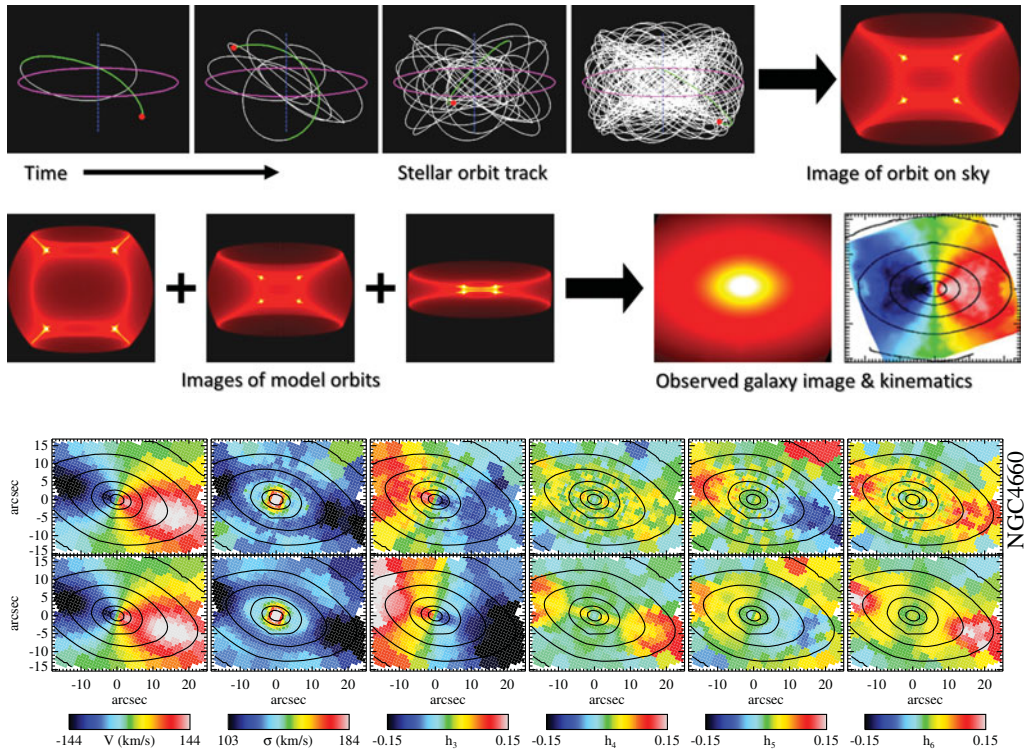 Time
Stellar orbit track
Image of orbit on sky
+
+
Images of model orbits
Observed galaxy image & kinematics
arcsec
15
10
5
0
-5
-10
-15
NGC4660
arcsec
15
10
5
0
-5
-10
-15
-10 0 10 20
-10 0 10 20
-10 0 10 20
-10 0 10 20
-10 0 10 20
-10 0 10 20
arcsec
arcsec
arcsec
arcsec
arcsec
arcsec
-144 V (km/s) 144
103 σ (km/s) 184
-0.15 h3 0.15
-0.15 h4 0.15
-0.15 h5 0.15
-0.15 h6 0.15